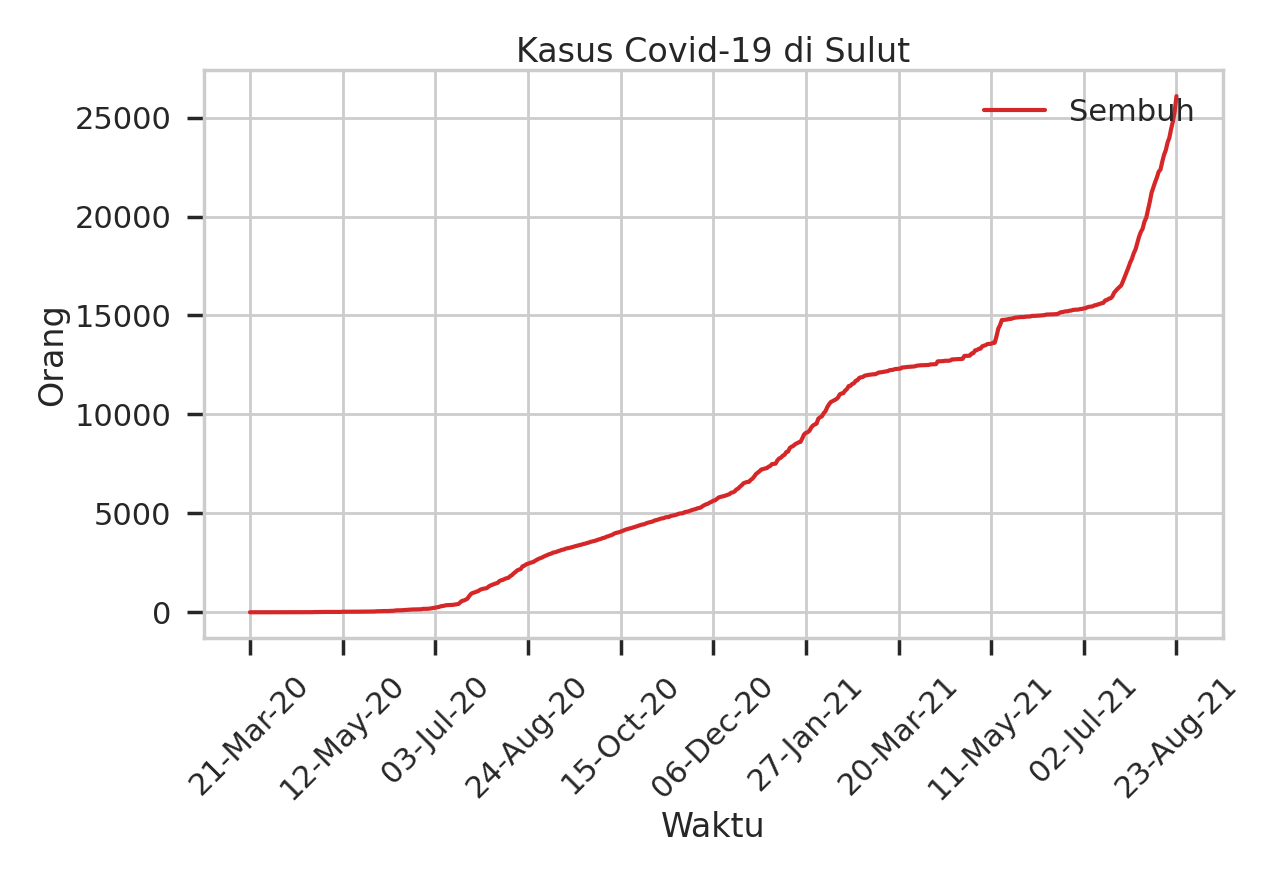 Kasus Covid-19 di Sulut
Sembuh
25000
20000
15000
10000
5000
0
Orang
21-Mar-20
12-May-20
03-Jul-20
24-Aug-20
15-Oct-20
06-Dec-20
27-Jan-21
20-Mar-21
11-May-21
02-Jul-21
23-Aug-21
Waktu